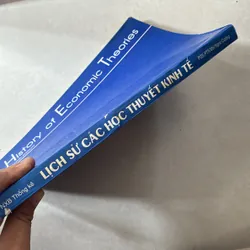 History of Economic Theories
NXB Thống kê
LỊCH SỬ CÁC HỌC THUYẾT KINH TẾ